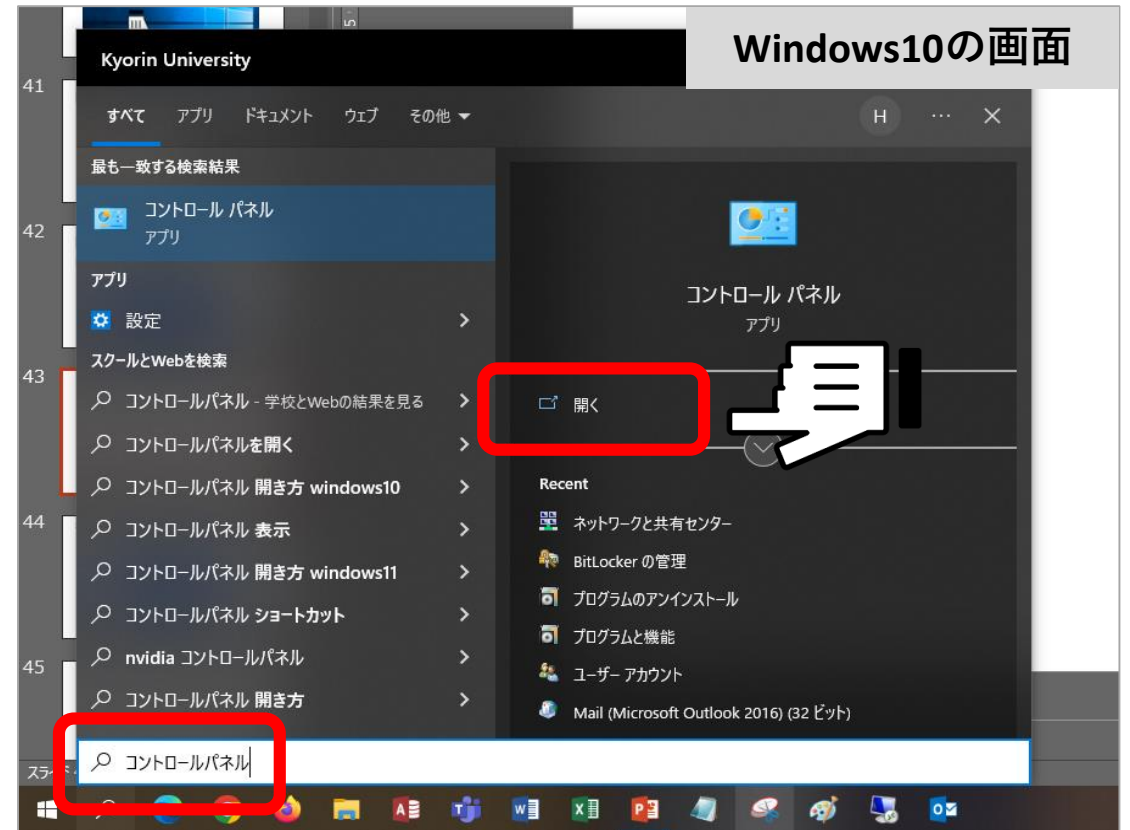 Windows10の画面
Kyorin University
すべて アプリ ドキュメント ウェブ その他
H
最も一致する検索結果
コントロール パネル
アプリ
アプリ
設定
スクールとWebを検索
コントロールパネル - 学校とWebの結果を見る
コントロールパネルを開く
コントロールパネル 開き方 windows10
コントロールパネル 表示
コントロールパネル 開き方 windows11
コントロールパネル ショートカット
nvidia コントロールパネル
コントロールパネル 開き方
コントロールパネル
コントロール パネル
アプリ
開く
Recent
ネットワークと共有センター
BitLocker の管理
プログラムのアンインストール
プログラムと機能
ユーザー アカウント
Mail (Microsoft Outlook 2016) (32 ビット)
41
42
43
44
45